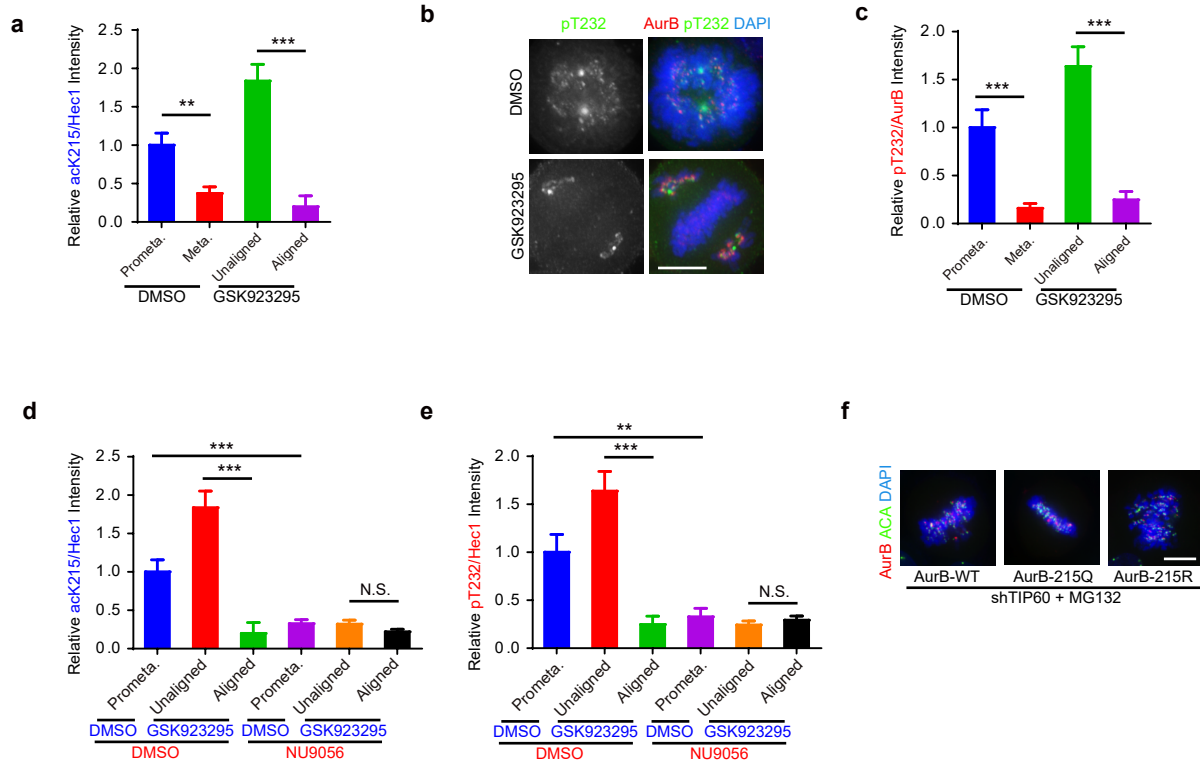 a
Relative acK215/Hec1 Intensity
2.5
2.0
1.5
1.0
0.5
0.0
**
***
Prometa.
Meta.
Unaligned
Aligned
DMSO
GSK923295
b
pT232
AurB pT232 DAPI
DMSO
GSK923295
c
Relative pT232/AurB Intensity
2.0
1.5
1.0
0.5
0.0
***
***
Prometa.
Meta.
Unaligned
Aligned
DMSO
GSK923295
d
Relative acK215/Hec1 Intensity
2.5
2.0
1.5
1.0
0.5
0.0
***
***
N.S.
Prometa.
Unaligned
Aligned
Prometa.
Unaligned
Aligned
DMSO GSK923295 DMSO GSK923295
DMSO NU9056
e
Relative pT232/Hec1 Intensity
2.0
1.5
1.0
0.5
0.0
**
***
N.S.
Prometa.
Unaligned
Aligned
Prometa.
Unaligned
Aligned
DMSO GSK923295 DMSO GSK923295
DMSO NU9056
f
AurB ACA DAPI
AurB-WT AurB-215Q AurB-215R
shTIP60 + MG132